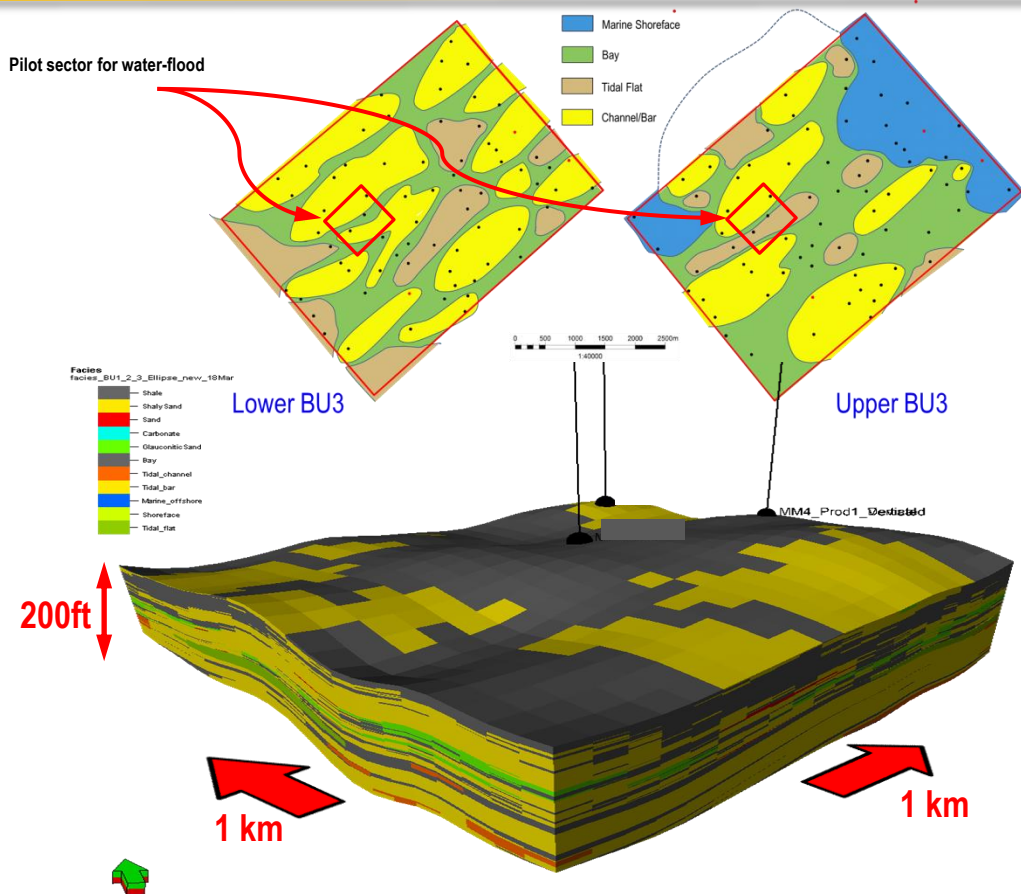 Pilot sector for water-flood
Marine Shoreface
Bay
Tidal Flat
Channel/Bar
0 500 1000 1500 2000 2500m
1:40000
Lower BU3
Upper BU3
Facies
facies_BU1_2_3_Ellipse_new_18Mar
Shale
Shaly Sand
Sand
Carbonate
Glauconitic Sand
Bay
Tidal_channel
Tidal_bar
Marine_offshore
Shoreface
Tidal_flat
MM4_Prod1_
200ft
1 km
1 km